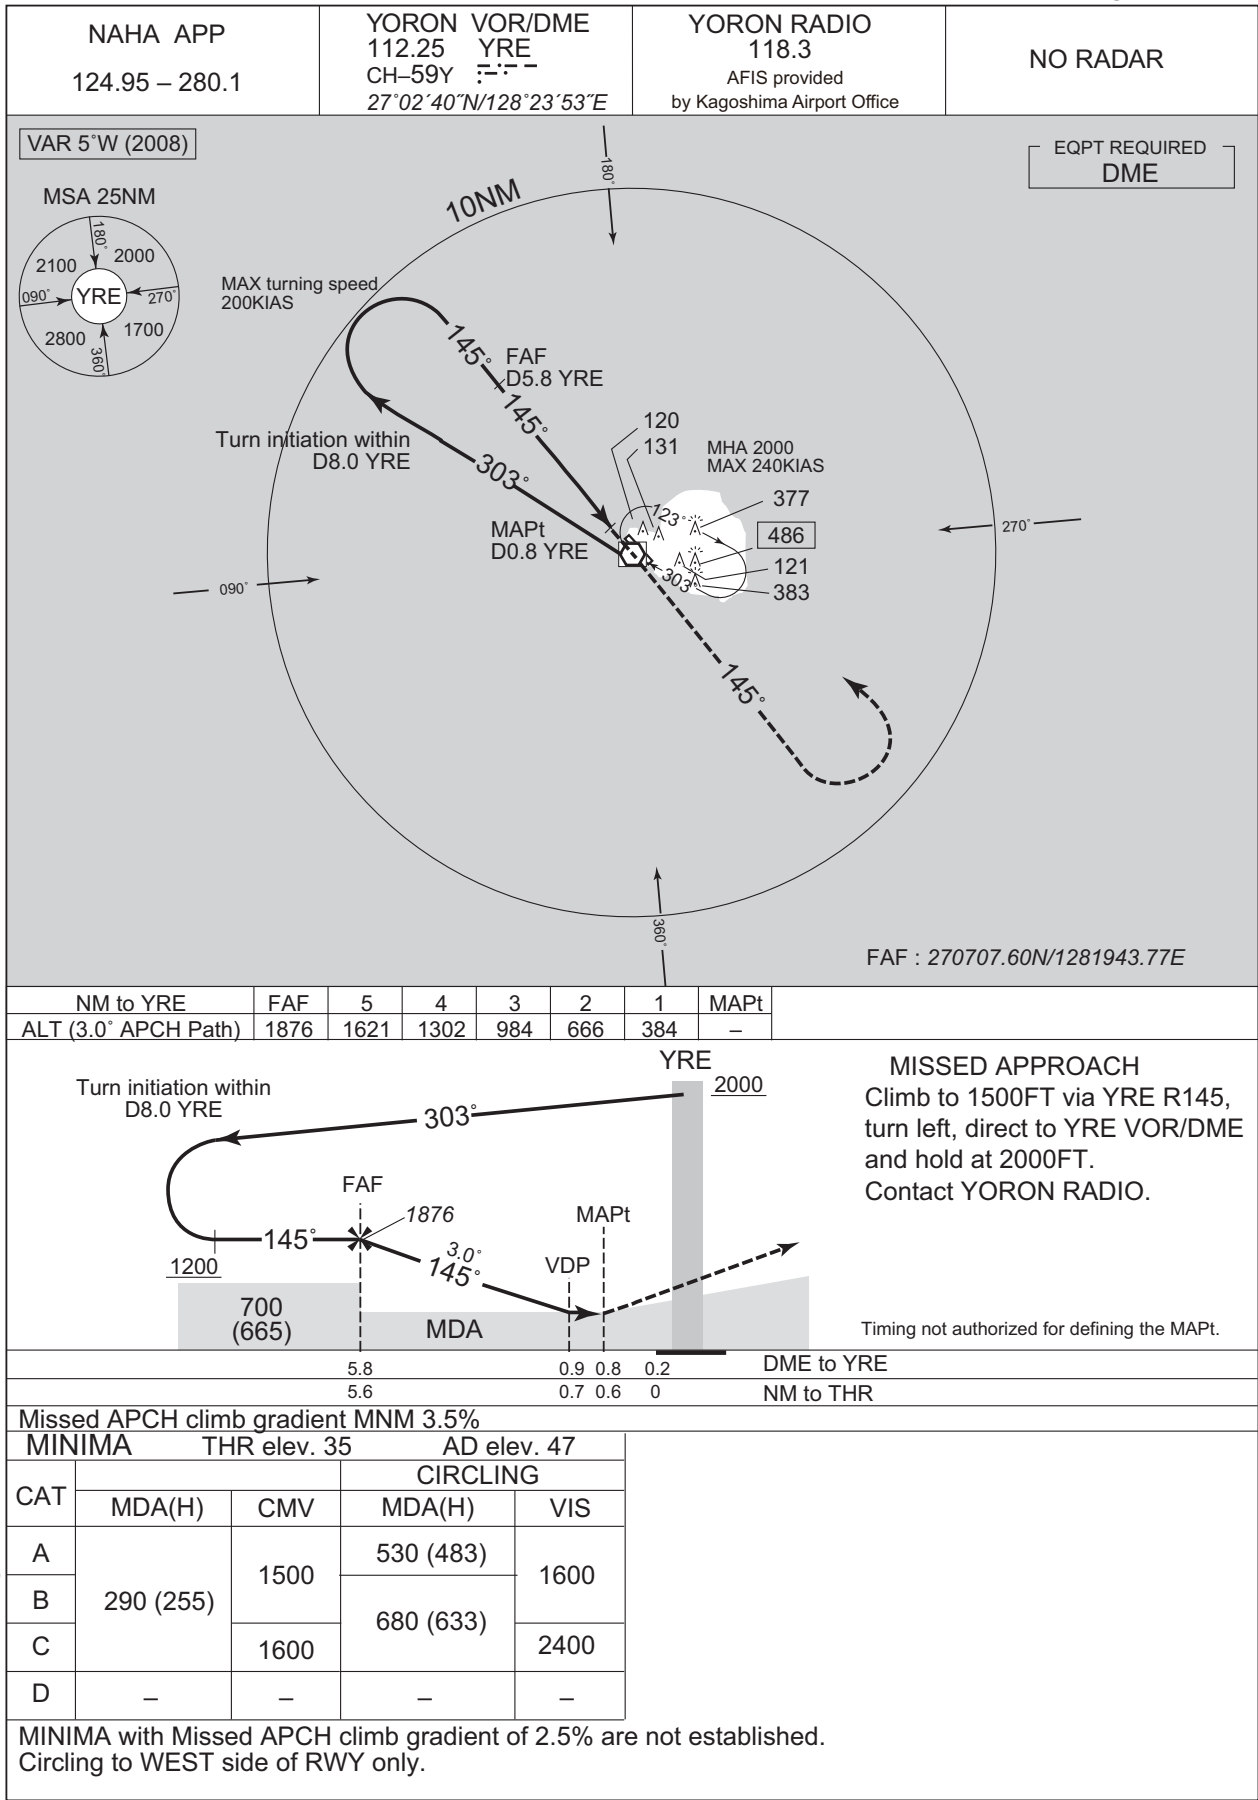 NAHA APP
124.95 – 280.1
YORON VOR/DME
112.25 YRE
CH–59Y
27°02´40˝N/128°23´53˝E
YORON RADIO
118.3
AFIS provided
by Kagoshima Airport Office
NO RADAR
VAR 5°W (2008)
EQPT REQUIRED
DME
MSA 25NM
180°
2100
2000
090°
YRE
270°
2800
1700
360°
10NM
180°
MAX turning speed
200KIAS
145°
FAF
D5.8 YRE
145°
Turn initiation within
D8.0 YRE
303°
120
131
MHA 2000
MAX 240KIAS
377
123°
MAPt
D0.8 YRE
486
121
303°
383
270°
090°
145°
360°
FAF : 270707.60N/1281943.77E
NM to YRE FAF 5 4 3 2 1 MAPt
ALT (3.0° APCH Path) 1876 1621 1302 984 666 384 –
YRE
2000
Turn initiation within
D8.0 YRE
303°
FAF
1876
MAPt
145°
3.0°
145°
VDP
1200
700
(665)
MDA
MISSED APPROACH
Climb to 1500FT via YRE R145,
turn left, direct to YRE VOR/DME
and hold at 2000FT.
Contact YORON RADIO.
Timing not authorized for defining the MAPt.
5.8 0.9 0.8 0.2 DME to YRE
5.6 0.7 0.6 0 NM to THR
Missed APCH climb gradient MNM 3.5%
MINIMA THR elev. 35 AD elev. 47
CAT
CIRCLING
MDA(H) CMV MDA(H) VIS
A
B
C
290 (255)
1500
1600
530 (483)
680 (633)
1600
2400
D – – – –
MINIMA with Missed APCH climb gradient of 2.5% are not established.
Circling to WEST side of RWY only.